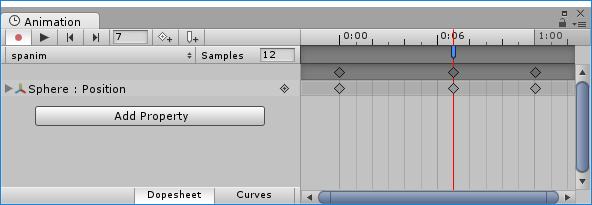 Animation
7 0:00 0:06 1:00
spanim Samples 12
Sphere : Position
Add Property
Dopesheet Curves